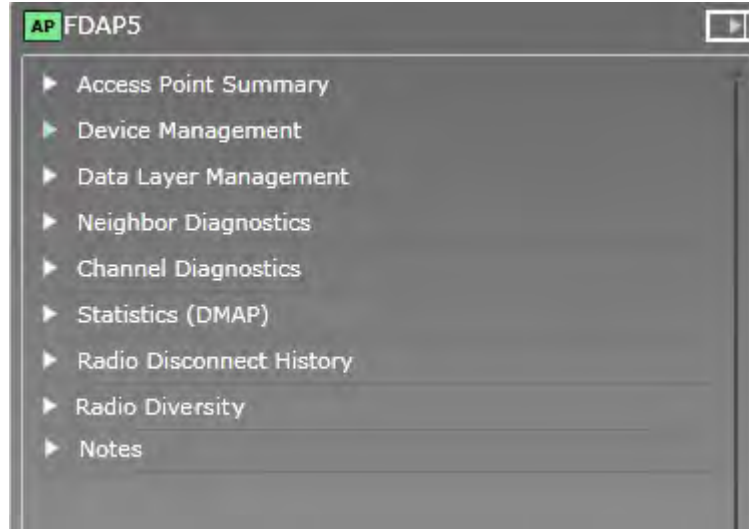 AP FDAP5
Access Point Summary
Device Management
Data Layer Management
Neighbor Diagnostics
Channel Diagnostics
Statistics (DMAP)
Radio Disconnect History
Radio Diversity
Notes